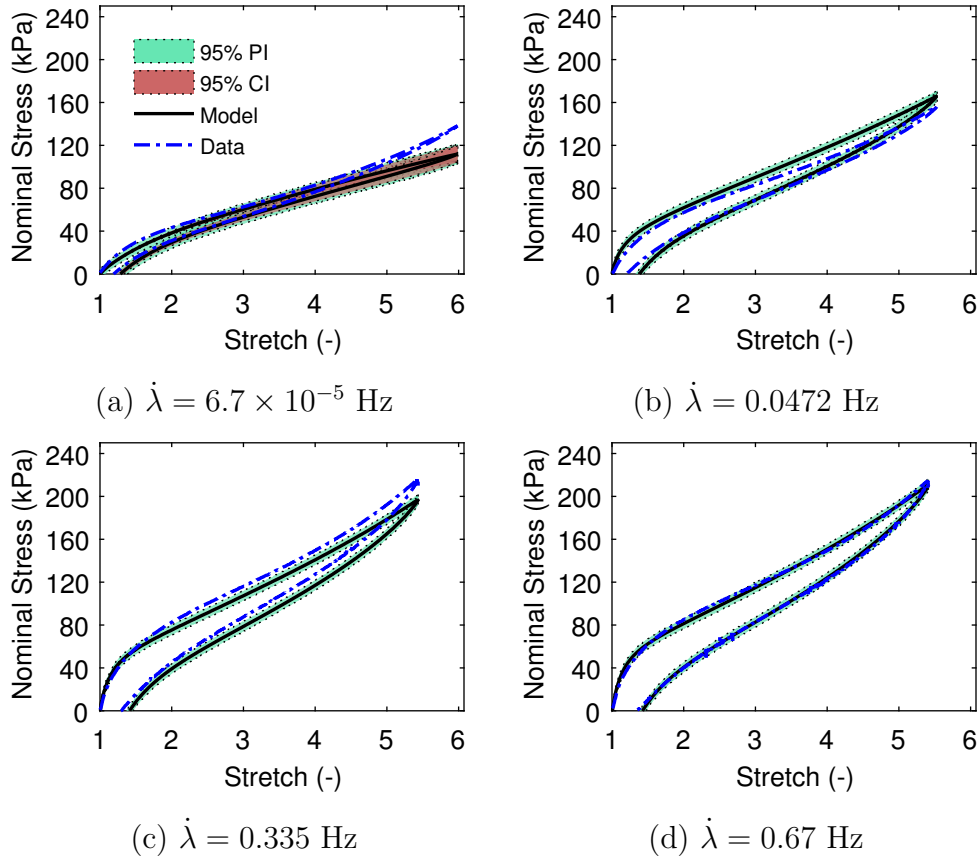 240
200
160
120
80
40
0
Nominal Stress (kPa)
95% PI
95% CI
Model
Data
1 2 3 4 5 6
Stretch (-)
(a) λ̇ = 6.7 × 10⁻⁵ Hz
240
200
160
120
80
40
0
Nominal Stress (kPa)
1 2 3 4 5 6
Stretch (-)
(b) λ̇ = 0.0472 Hz
240
200
160
120
80
40
0
Nominal Stress (kPa)
1 2 3 4 5 6
Stretch (-)
(c) λ̇ = 0.335 Hz
240
200
160
120
80
40
0
Nominal Stress (kPa)
1 2 3 4 5 6
Stretch (-)
(d) λ̇ = 0.67 Hz